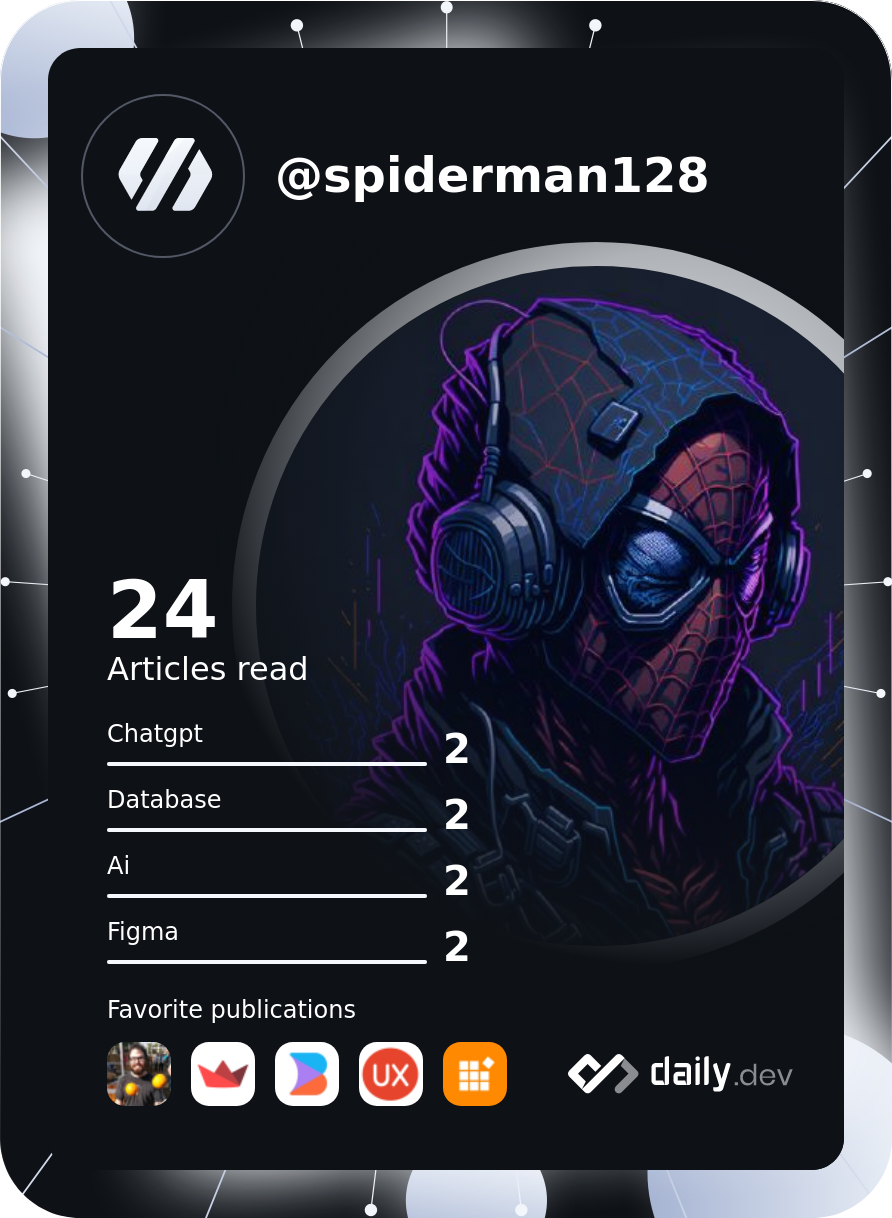 @spiderman128
24
Articles read
Chatgpt
2
Database
2
Ai
2
Figma
2
Favorite publications
UX
daily.dev